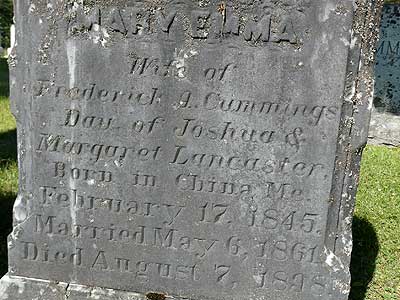 MARY ELMA
Wife of
Frederick A. Cummings
Dau. of Joshua &
Margaret Lancaster,
Born in China Me.
February 17, 1845.
Married May 6, 1861.
Died August 7, 1898.